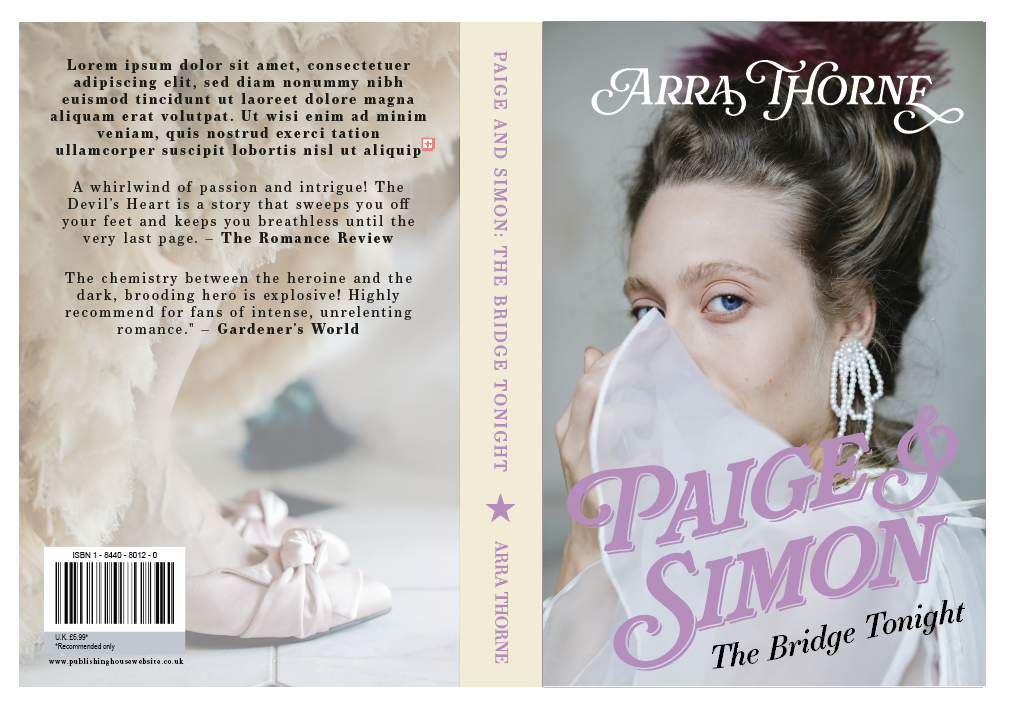 Lorem ipsum dolor sit amet, consectetuer
adipiscing elit, sed diam nonummy nibh
euismod tincidunt ut laoreet dolore magna
aliquam erat volutpat. Ut wisi enim ad minim
veniam, quis nostrud exerci tation
ullamcorper suscipit lobortis nisl ut aliquip
A whirlwind of passion and intrigue! The
Devil's Heart is a story that sweeps you off
your feet and keeps you breathless until the
very last page. – The Romance Review
The chemistry between the heroine and the
dark, brooding hero is explosive! Highly
recommend for fans of intense, unrelenting
romance." – Gardener's World
ISBN 1 - 8440 - 8012 - 0
U.K. £6.99*
*Recommended only
www.publishinghousewebsite.co.uk
PAIGE AND SIMON: THE BRIDGE TONIGHT
ARRA THORNE
ARRA THORNE
PAIGE &
SIMON
The Bridge Tonight